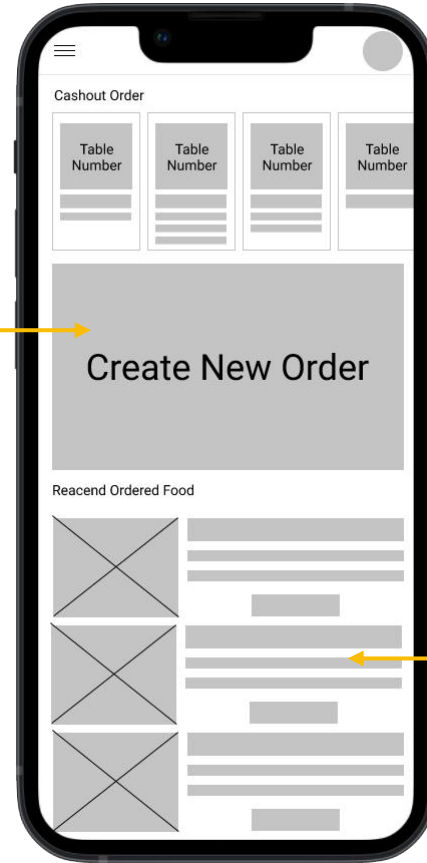 Cashout Order
Table
Number
Table
Number
Table
Number
Table
Number
Create New Order
Reacend Ordered Food